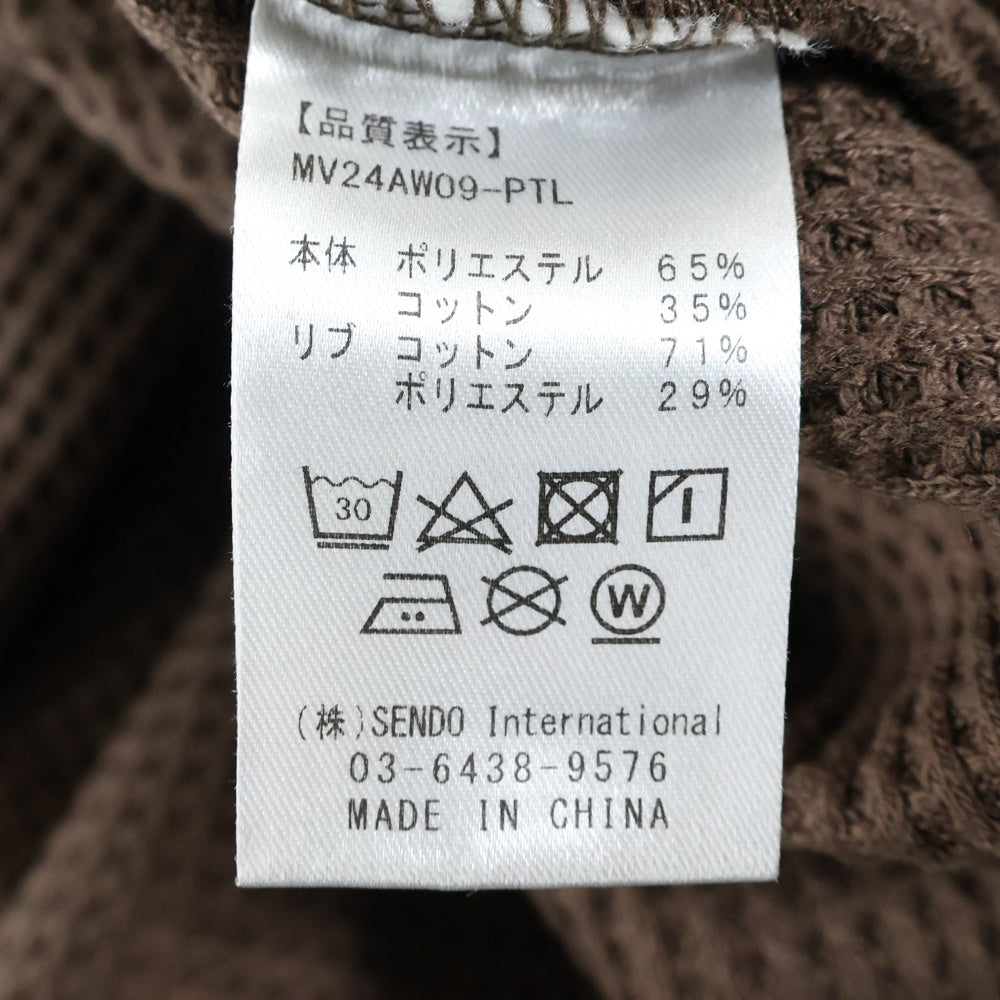 【品質表示】
MV24AW09-PTL
本体 ポリエステル 65%
コットン 35%
リブ コットン 71%
ポリエステル 29%
30
W
(株)SENDO International
03-6438-9576
MADE IN CHINA